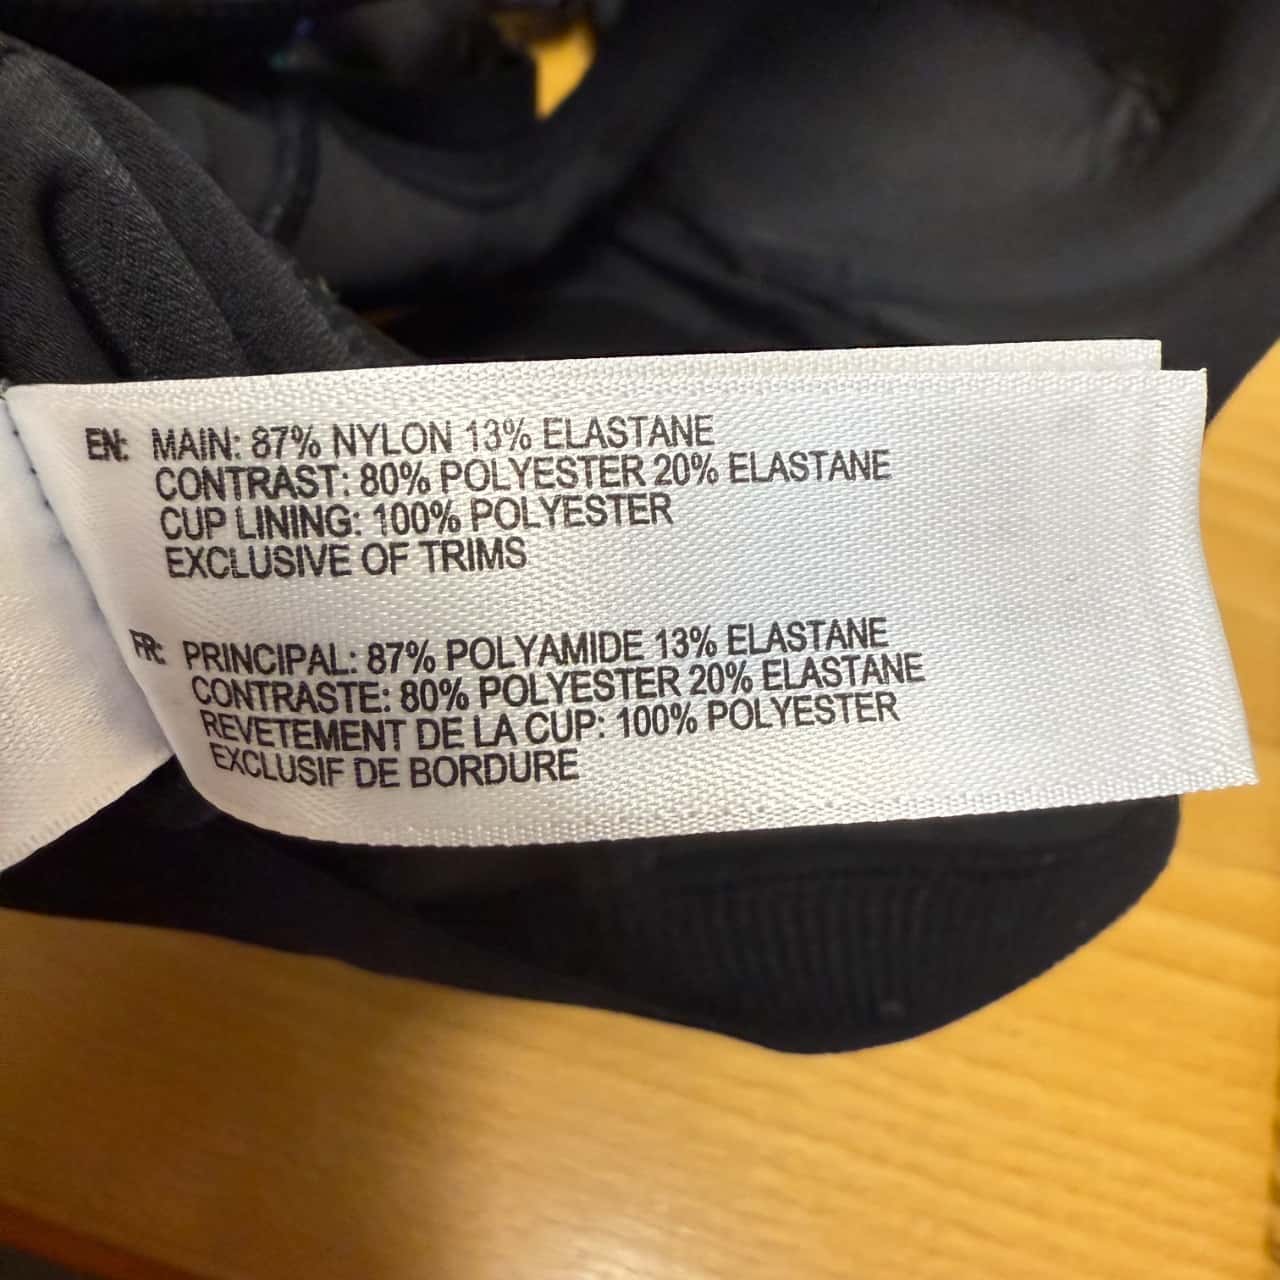 EN: MAIN: 87% NYLON 13% ELASTANE
CONTRAST: 80% POLYESTER 20% ELASTANE
CUP LINING: 100% POLYESTER
EXCLUSIVE OF TRIMS
FR: PRINCIPAL: 87% POLYAMIDE 13% ELASTANE
CONTRASTE: 80% POLYESTER 20% ELASTANE
REVETEMENT DE LA CUP: 100% POLYESTER
EXCLUSIF DE BORDURE